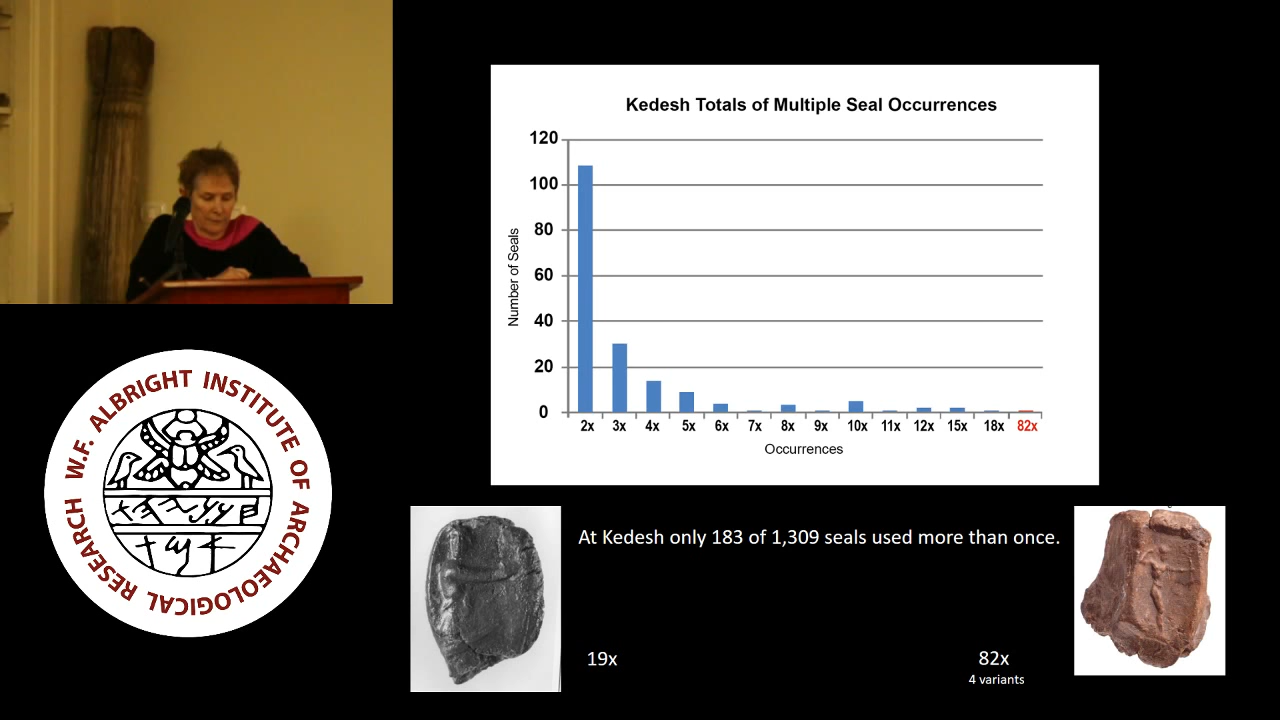 Kedesh Totals of Multiple Seal Occurrences
120
100
80
60
40
20
0
Number of Seals
2x 3x 4x 5x 6x 7x 8x 9x 10x 11x 12x 15x 18x 82x
Occurrences
W.F. ALBRIGHT INSTITUTE OF ARCHAEOLOGICAL RESEARCH
At Kedesh only 183 of 1,309 seals used more than once.
19x
82x
4 variants